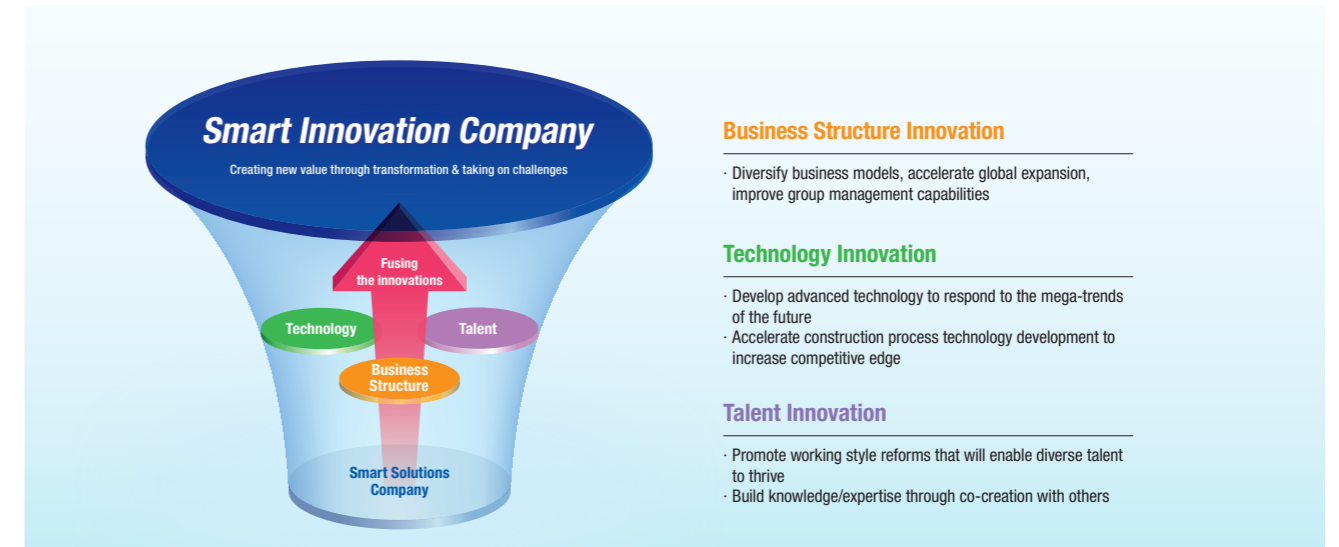 Smart Innovation Company
Creating new value through transformation & taking on challenges
Fusing
the innovations
Technology
Talent
Business
Structure
Smart Solutions
Company
Business Structure Innovation
· Diversify business models, accelerate global expansion,
improve group management capabilities
Technology Innovation
· Develop advanced technology to respond to the mega-trends
of the future
· Accelerate construction process technology development to
increase competitive edge
Talent Innovation
· Promote working style reforms that will enable diverse talent
to thrive
· Build knowledge/expertise through co-creation with others